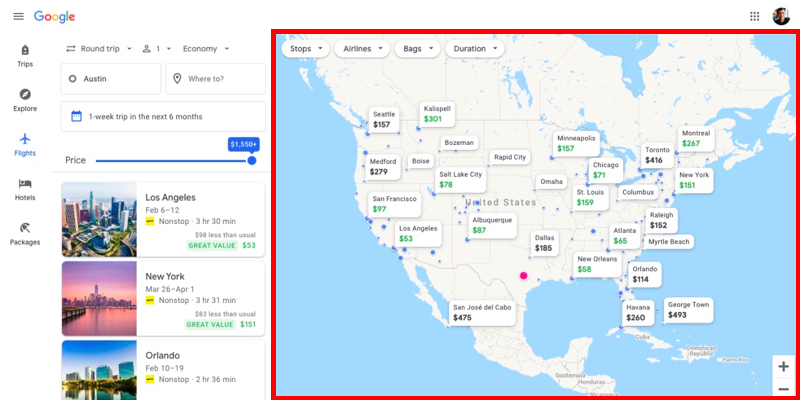 Google
Trips
Explore
Flights
Hotels
Packages
Round trip
1
Economy
Austin
Where to?
1-week trip in the next 6 months
$1,550+
Price
Los Angeles
Feb 6–12
Nonstop · 3 hr 30 min
$98 less than usual
GREAT VALUE $53
New York
Mar 26–Apr 1
Nonstop · 3 hr 31 min
$83 less than usual
GREAT VALUE $151
Orlando
Feb 10–19
Nonstop · 2 hr 36 min
Stops
Airlines
Bags
Duration
Seattle
$157
Kalispell
$301
Bozeman
Minneapolis
$157
Montreal
$267
Toronto
$416
Medford
$279
Boise
Rapid City
Chicago
$71
Salt Lake City
$78
Omaha
New York
$151
St. Louis
$159
Columbus
San Francisco
$97
United States
Albuquerque
$87
Raleigh
$152
Los Angeles
$53
Dallas
$185
Atlanta
$65
Myrtle Beach
New Orleans
$58
Orlando
$114
San José del Cabo
$475
Havana
$260
George Town
$493
Cuba
Dominican
Republic
Puerto Rico
Guatemala
Honduras
Nicaragua
+
−